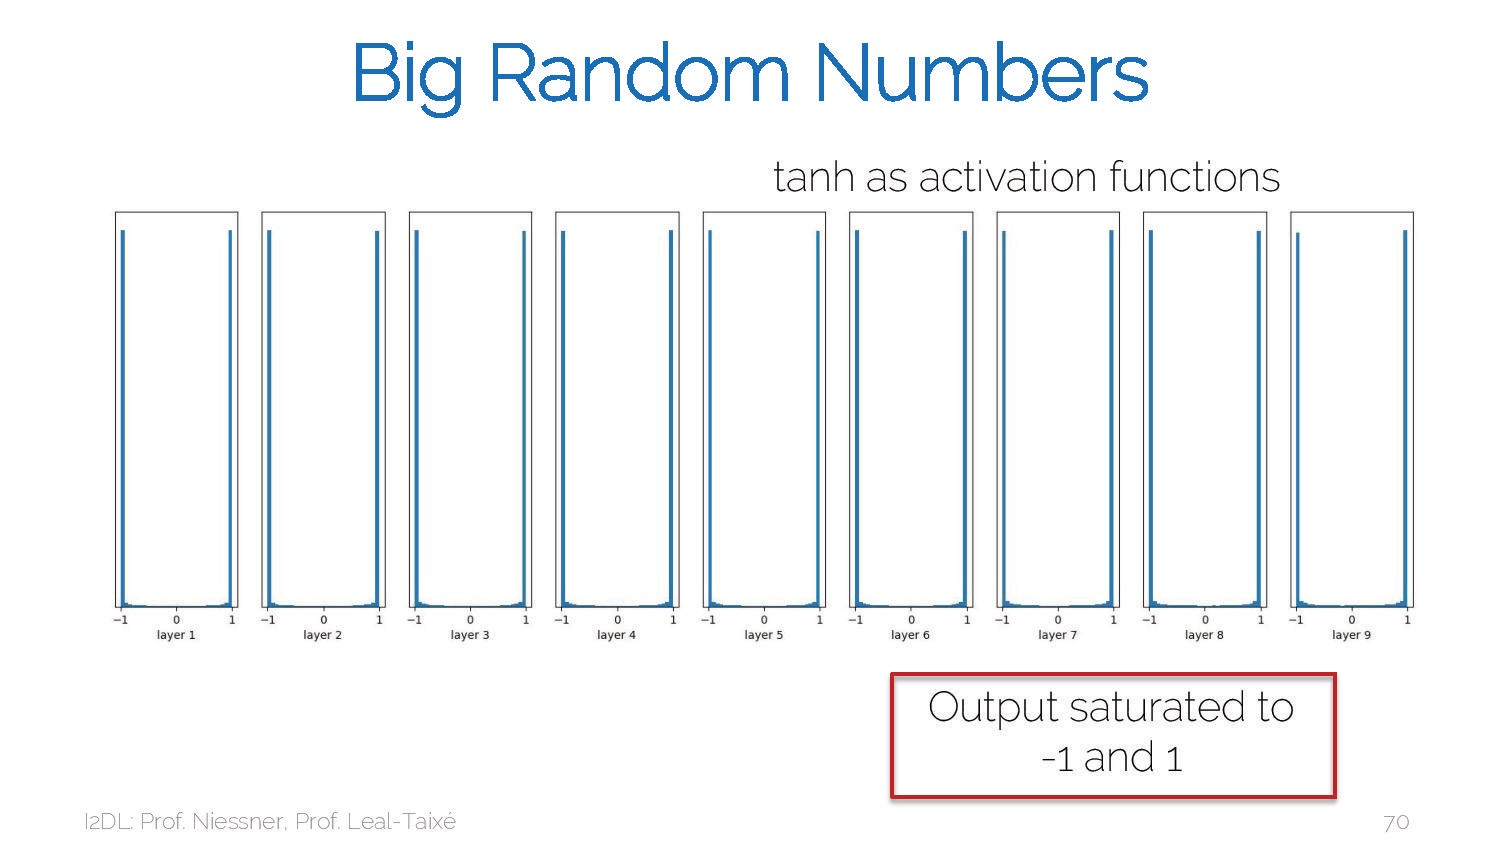 Big Random Numbers
tanh as activation functions
−1 0 1 −1 0 1 −1 0 1 −1 0 1 −1 0 1 −1 0 1 −1 0 1 −1 0 1 −1 0 1
layer 1 layer 2 layer 3 layer 4 layer 5 layer 6 layer 7 layer 8 layer 9
Output saturated to
-1 and 1
I2DL: Prof. Niessner, Prof. Leal-Taixé 70